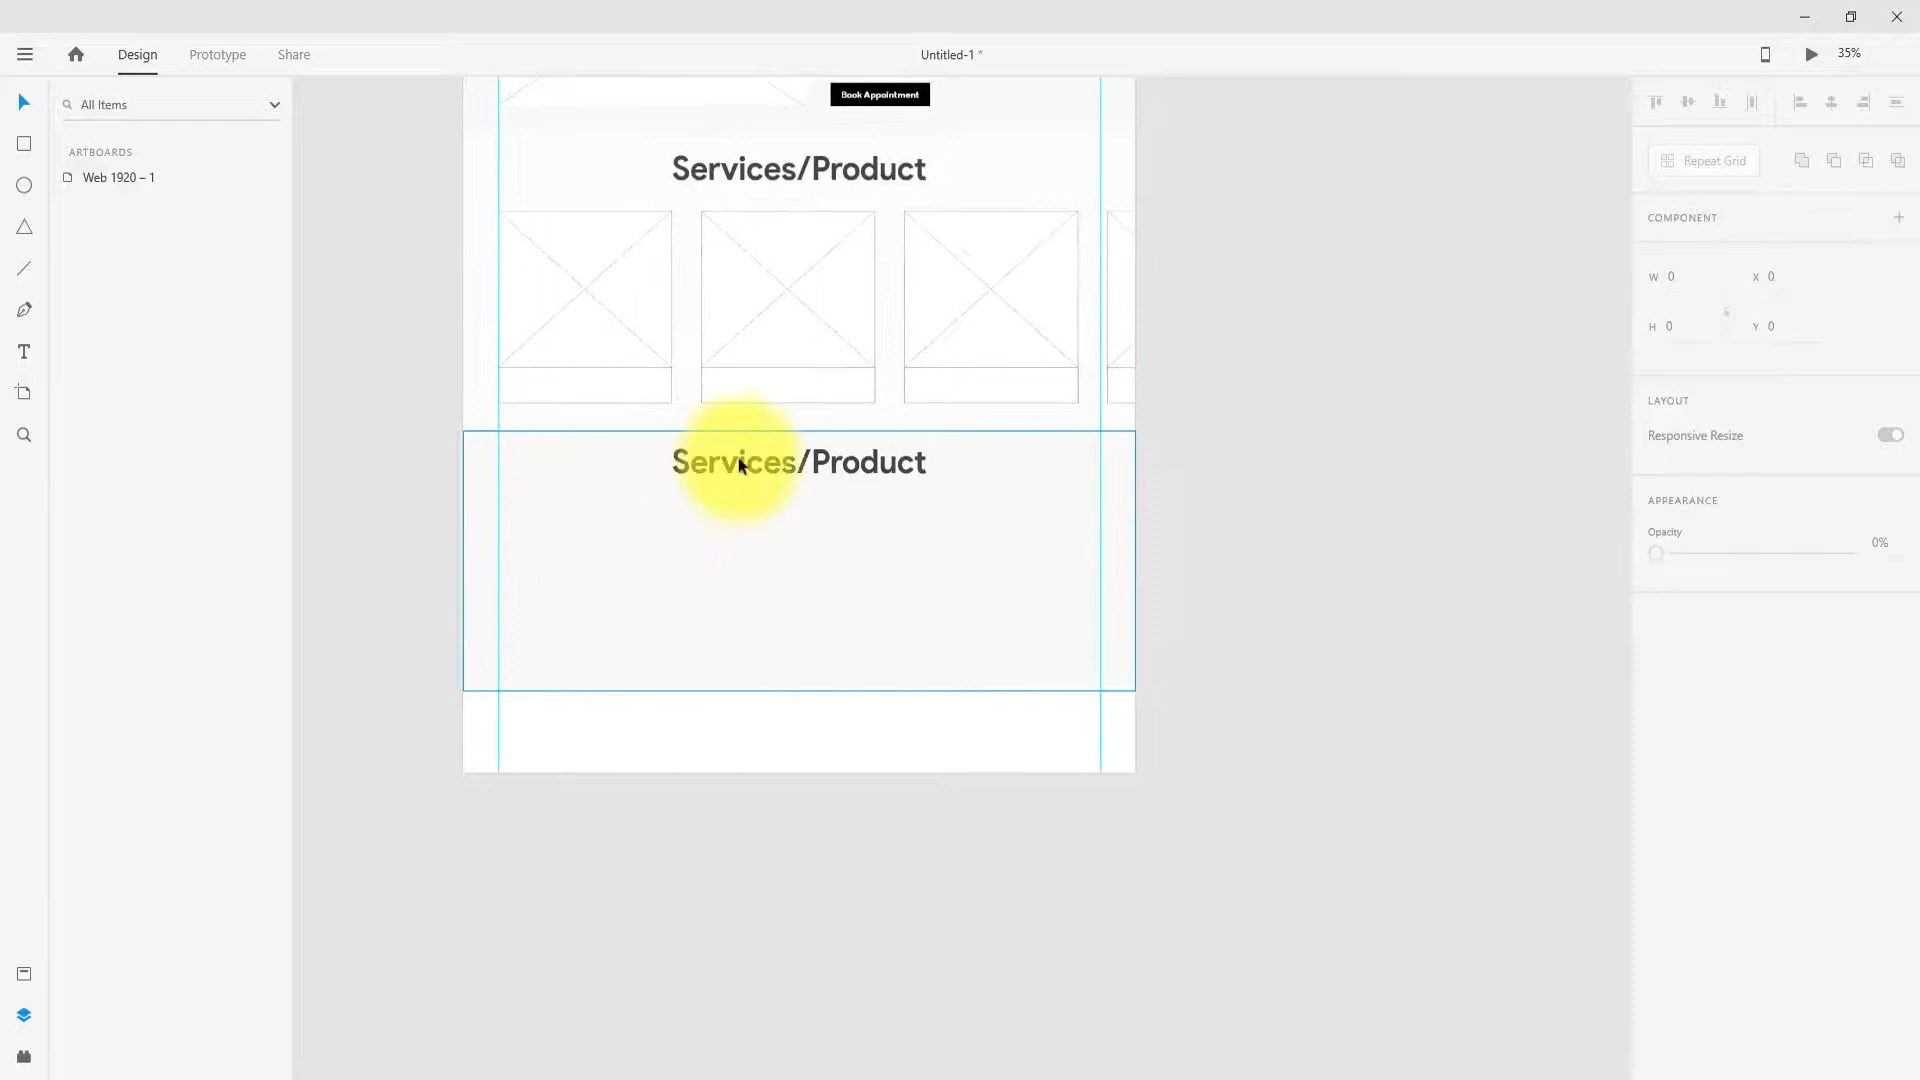 Design
Prototype
Share
Untitled-1 *
35%
All Items
ARTBOARDS
Web 1920 – 1
Book Appointment
Services/Product
Services/Product
Repeat Grid
COMPONENT
W 0
X 0
H 0
Y 0
LAYOUT
Responsive Resize
APPEARANCE
Opacity
0%